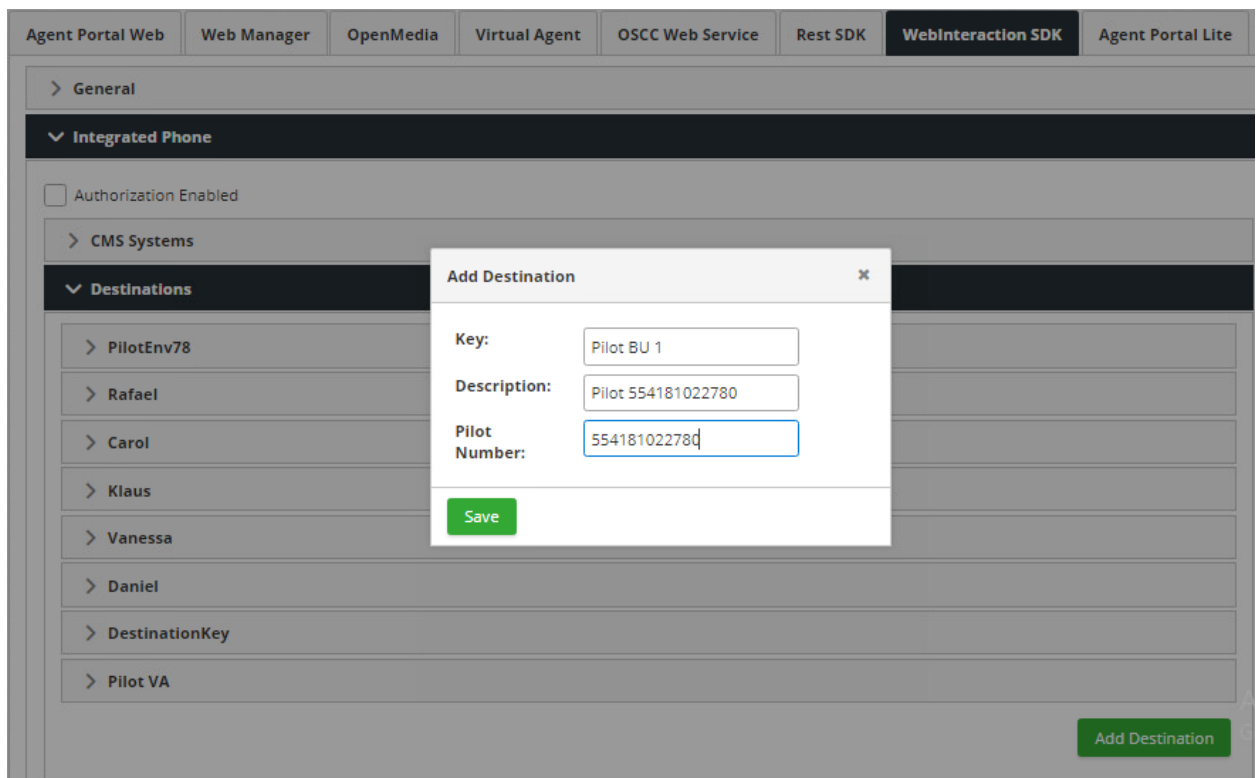 Agent Portal Web Web Manager OpenMedia Virtual Agent OSCC Web Service Rest SDK WebInteraction SDK Agent Portal Lite
General
Integrated Phone
Authorization Enabled
CMS Systems
Destinations
PilotEnv78
Rafael
Carol
Klaus
Vanessa
Daniel
DestinationKey
Pilot VA
Add Destination
Add Destination
Key: Pilot BU 1
Description: Pilot 554181022780
Pilot
Number: 554181022780
Save